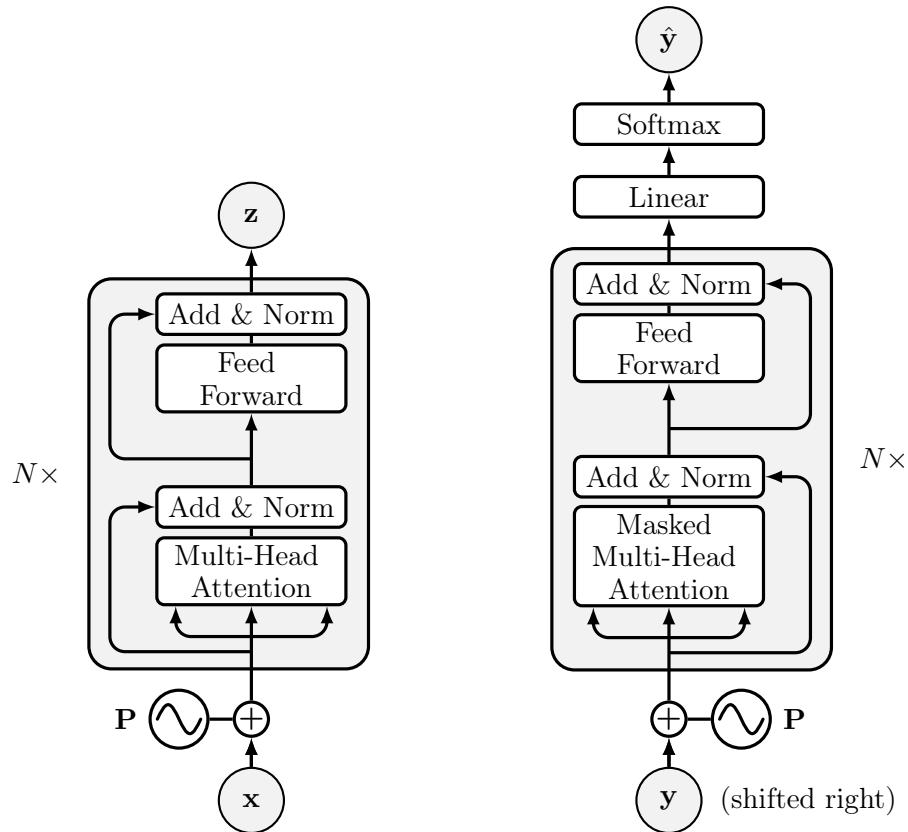 z
Add & Norm
Feed
Forward
N×
Add & Norm
Multi-Head
Attention
P
+
x
ŷ
Softmax
Linear
Add & Norm
Feed
Forward
N×
Add & Norm
Masked
Multi-Head
Attention
+
P
y (shifted right)